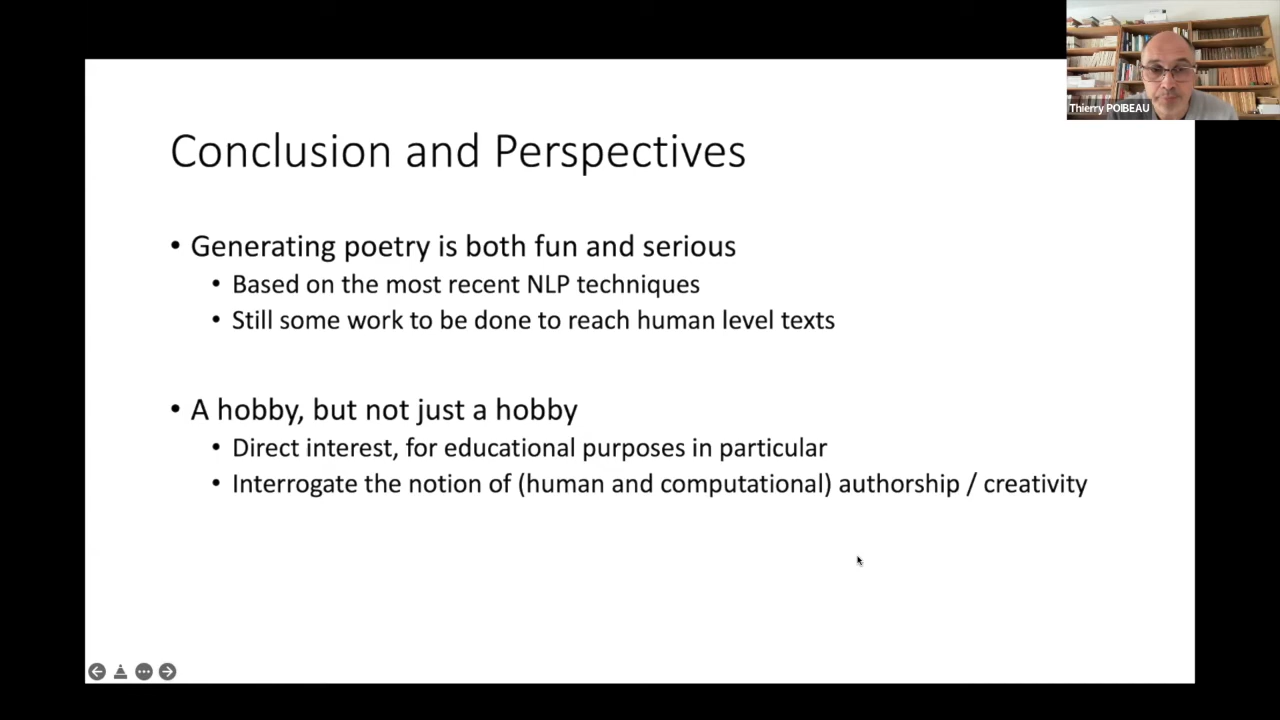 Thierry POIBEAU
Conclusion and Perspectives
• Generating poetry is both fun and serious
• Based on the most recent NLP techniques
• Still some work to be done to reach human level texts
• A hobby, but not just a hobby
• Direct interest, for educational purposes in particular
• Interrogate the notion of (human and computational) authorship / creativity